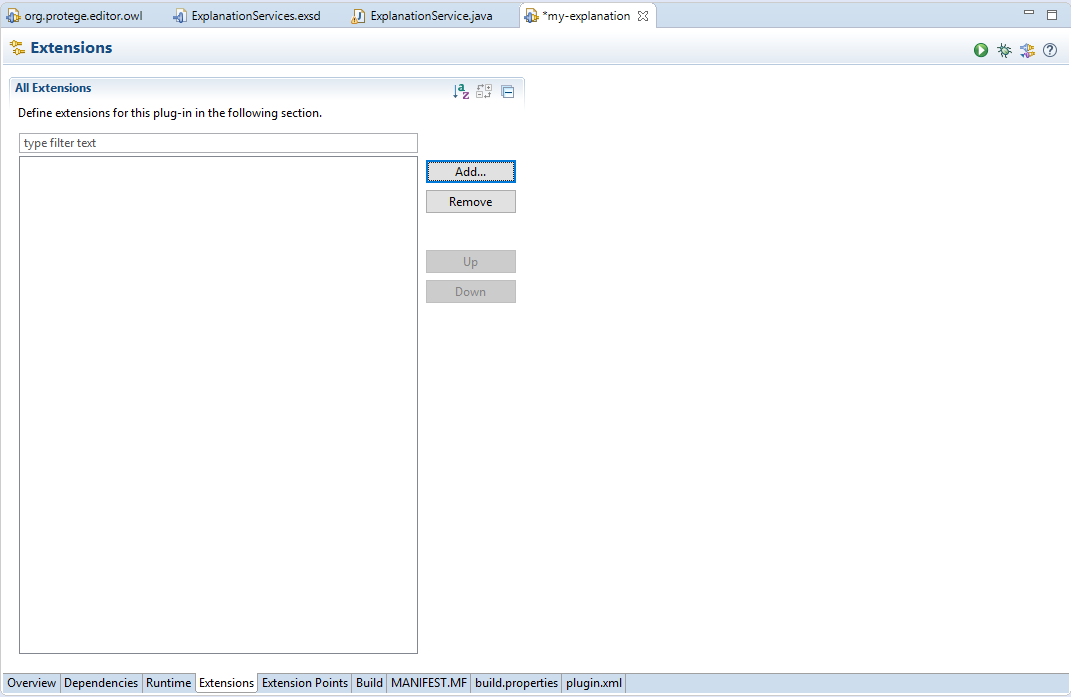 org.protege.editor.owl ExplanationServices.exsd ExplanationService.java *my-explanation
Extensions
All Extensions
Define extensions for this plug-in in the following section.
type filter text
Add...
Remove
Up
Down
Overview Dependencies Runtime Extensions Extension Points Build MANIFEST.MF build.properties plugin.xml